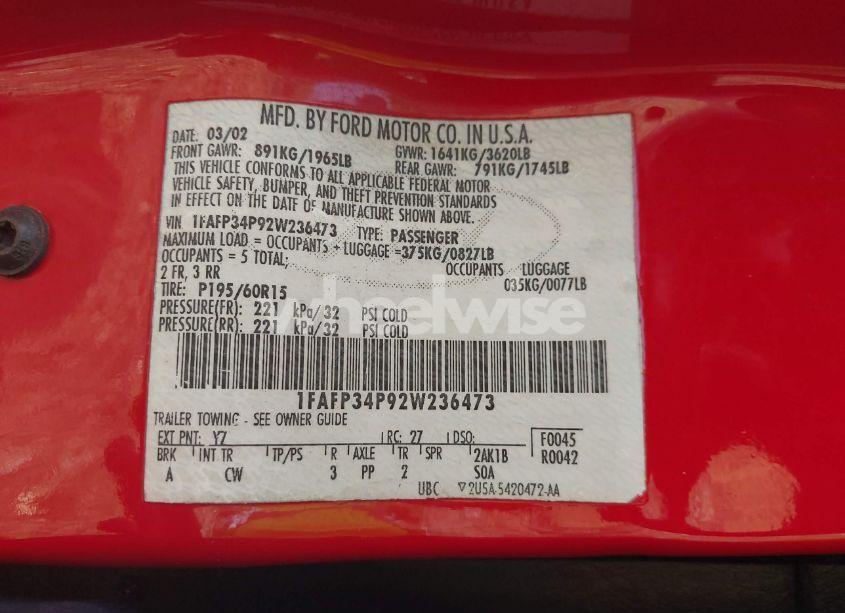 MFD. BY FORD MOTOR CO. IN U.S.A.
DATE: 03/02 GVWR: 1641KG/3620LB
FRONT GAWR: 891KG/1965LB REAR GAWR: 791KG/1745LB
THIS VEHICLE CONFORMS TO ALL APPLICABLE FEDERAL MOTOR
VEHICLE SAFETY, BUMPER, AND THEFT PREVENTION STANDARDS
IN EFFECT ON THE DATE OF MANUFACTURE SHOWN ABOVE.
VIN 1FAFP34P92W236473 TYPE: PASSENGER
MAXIMUM LOAD = OCCUPANTS + LUGGAGE =375KG/0827LB
OCCUPANTS = 5 TOTAL; OCCUPANTS LUGGAGE
2 FR, 3 RR 035KG/0077LB
TIRE: P195/60R15
PRESSURE(FR): 221 kPa/32 PSI COLD
PRESSURE(RR): 221 kPa/32 PSI COLD
wheelwise
1FAFP34P92W236473
TRAILER TOWING - SEE OWNER GUIDE
EXT PNT: Y7 RC: 27 DSO: F0045
BRK INT TR TP/PS R AXLE TR SPR 2AK1B R0042
A CW 3 PP 2 SOA
UBC ▽2U5A-5420472-AA